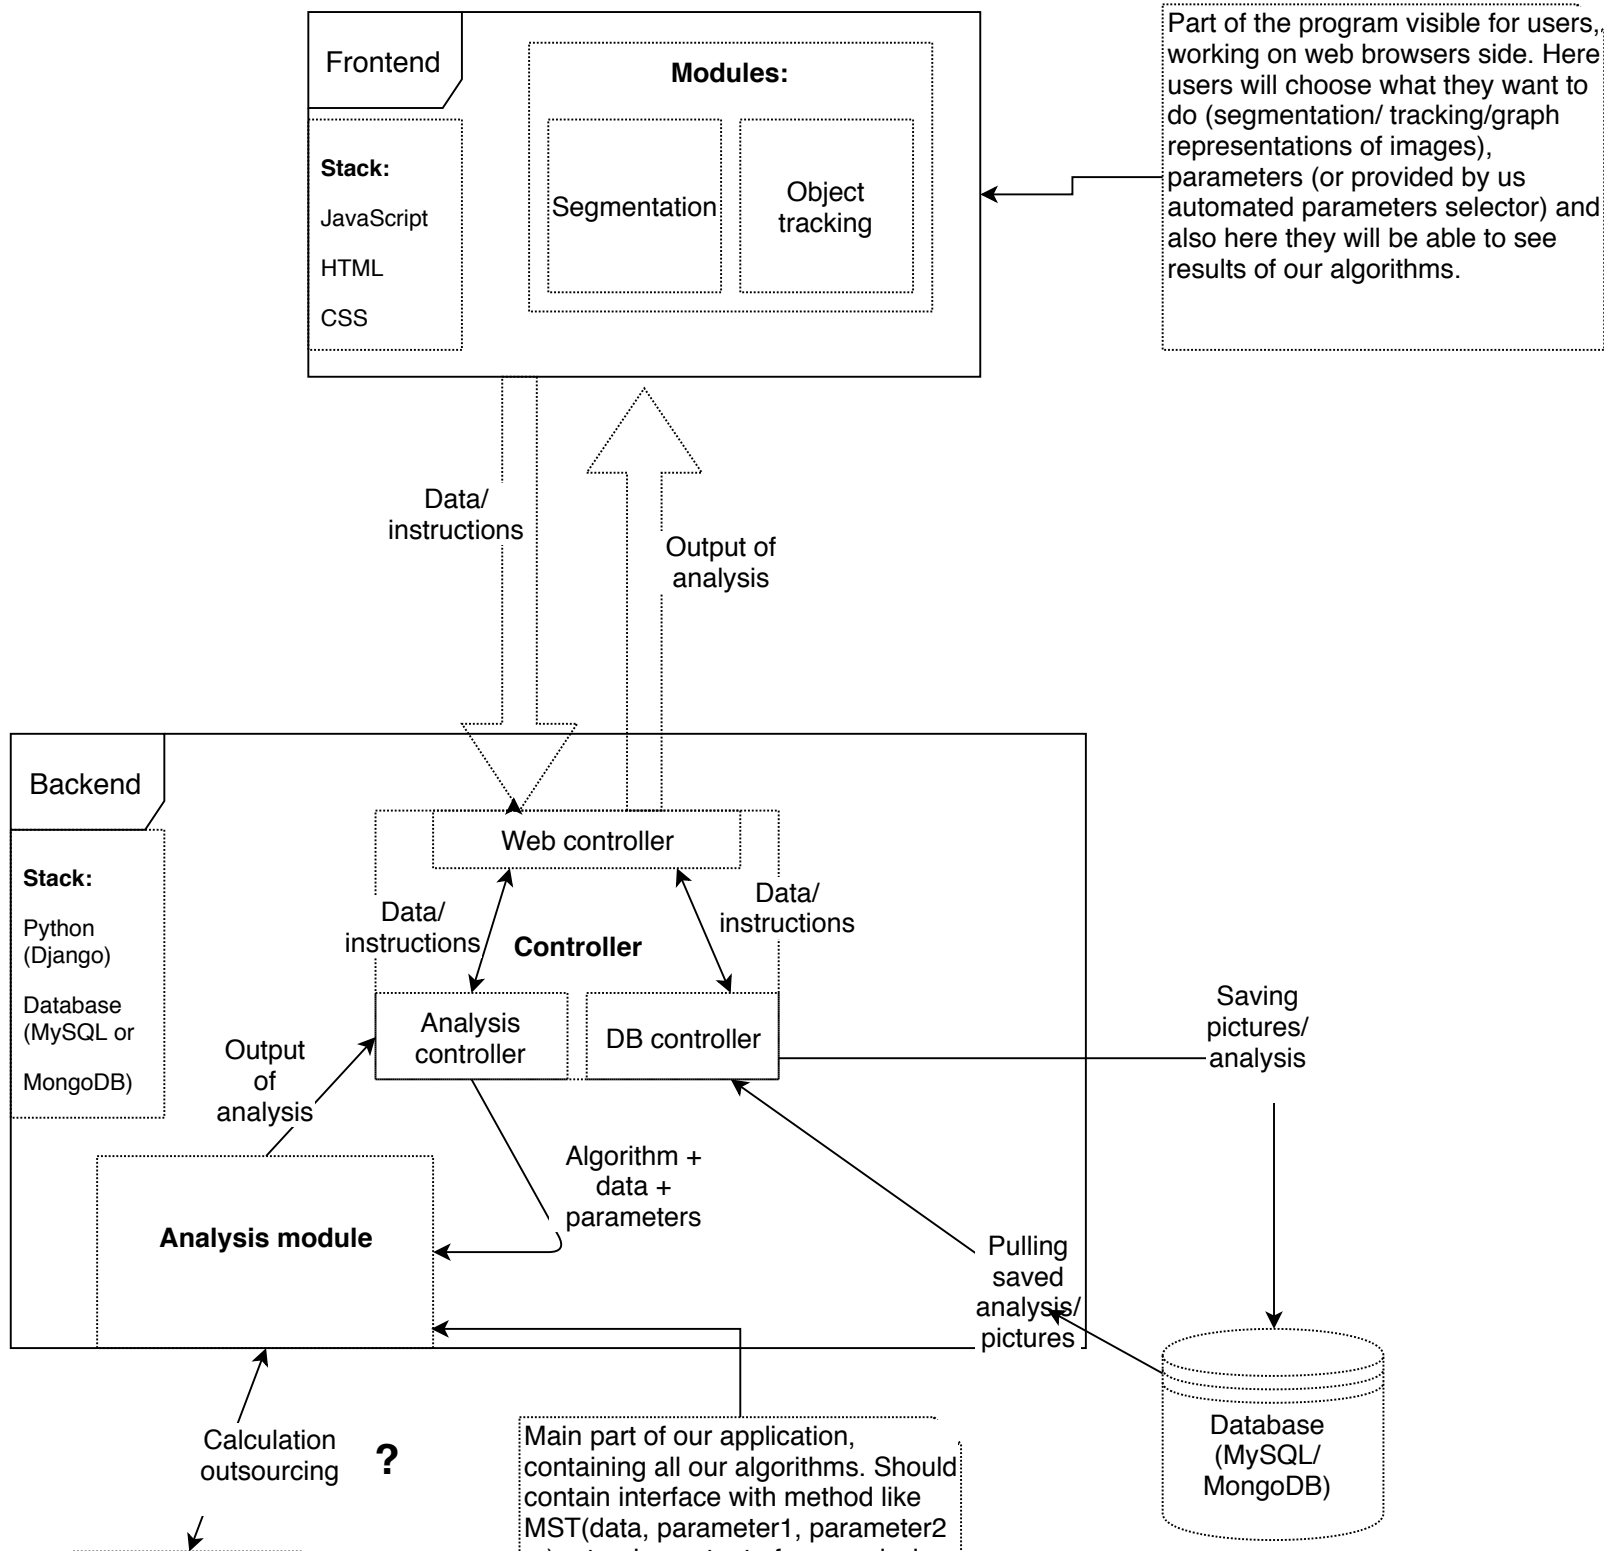 Frontend
Modules:
Stack:
JavaScript
HTML
CSS
Segmentation
Object
tracking
Part of the program visible for users,
working on web browsers side. Here
users will choose what they want to
do (segmentation/ tracking/graph
representations of images),
parameters (or provided by us
automated parameters selector) and
also here they will be able to see
results of our algorithms.
Data/
instructions
Output of
analysis
Backend
Stack:
Python
(Django)
Database
(MySQL or
MongoDB)
Web controller
Data/
instructions
Data/
instructions
Controller
Analysis
controller
DB controller
Output
of
analysis
Algorithm +
data +
parameters
Saving
pictures/
analysis
Analysis module
Pulling
saved
analysis/
pictures
Database
(MySQL/
MongoDB)
Calculation
outsourcing
?
Main part of our application,
containing all our algorithms. Should
contain interface with method like
MST(data, parameter1, parameter2